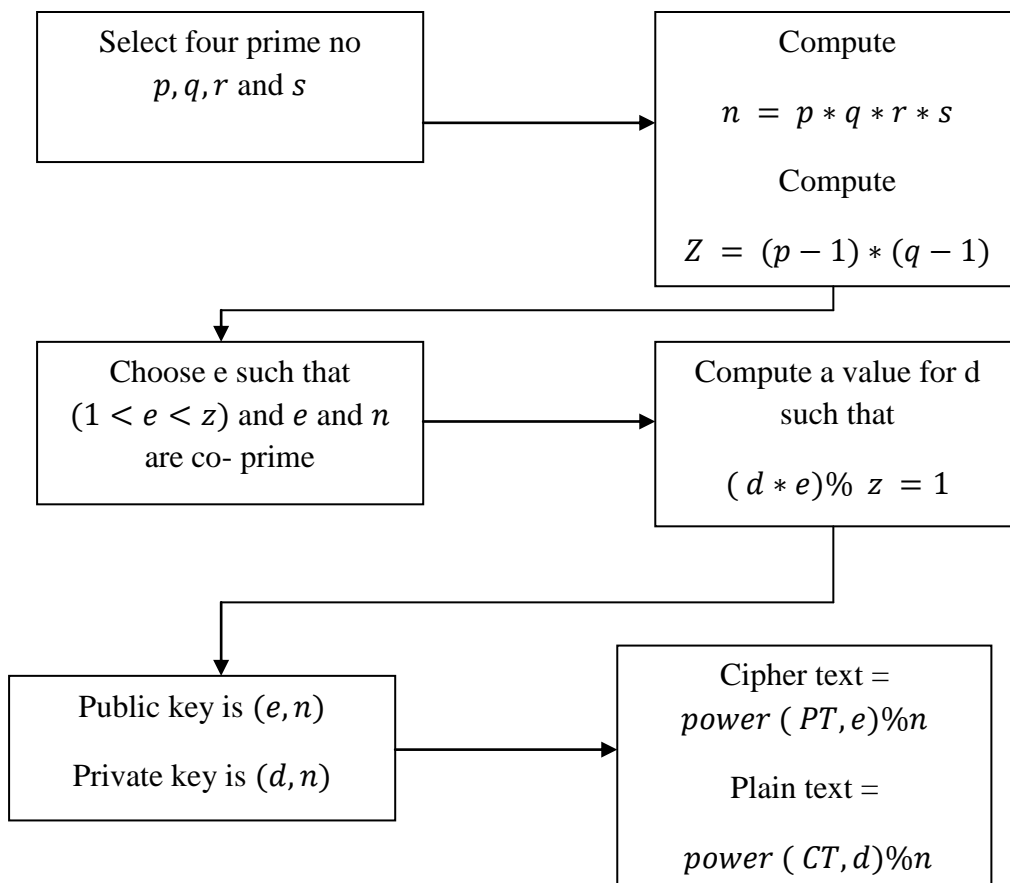 Select four prime no
p, q, r and s
Compute
n = p * q * r * s
Compute
Z = (p − 1) * (q − 1)
Choose e such that
(1 < e < z) and e and n
are co- prime
Compute a value for d
such that
( d * e)% z = 1
Public key is (e, n)
Private key is (d, n)
Cipher text =
power ( PT, e)%n
Plain text =
power ( CT, d)%n